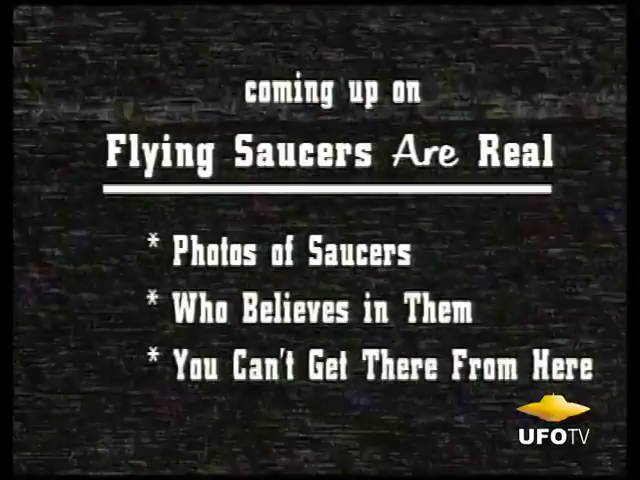 coming up on
Flying Saucers Are Real
* Photos of Saucers
* Who Believes in Them
* You Can't Get There From Here
UFOTV